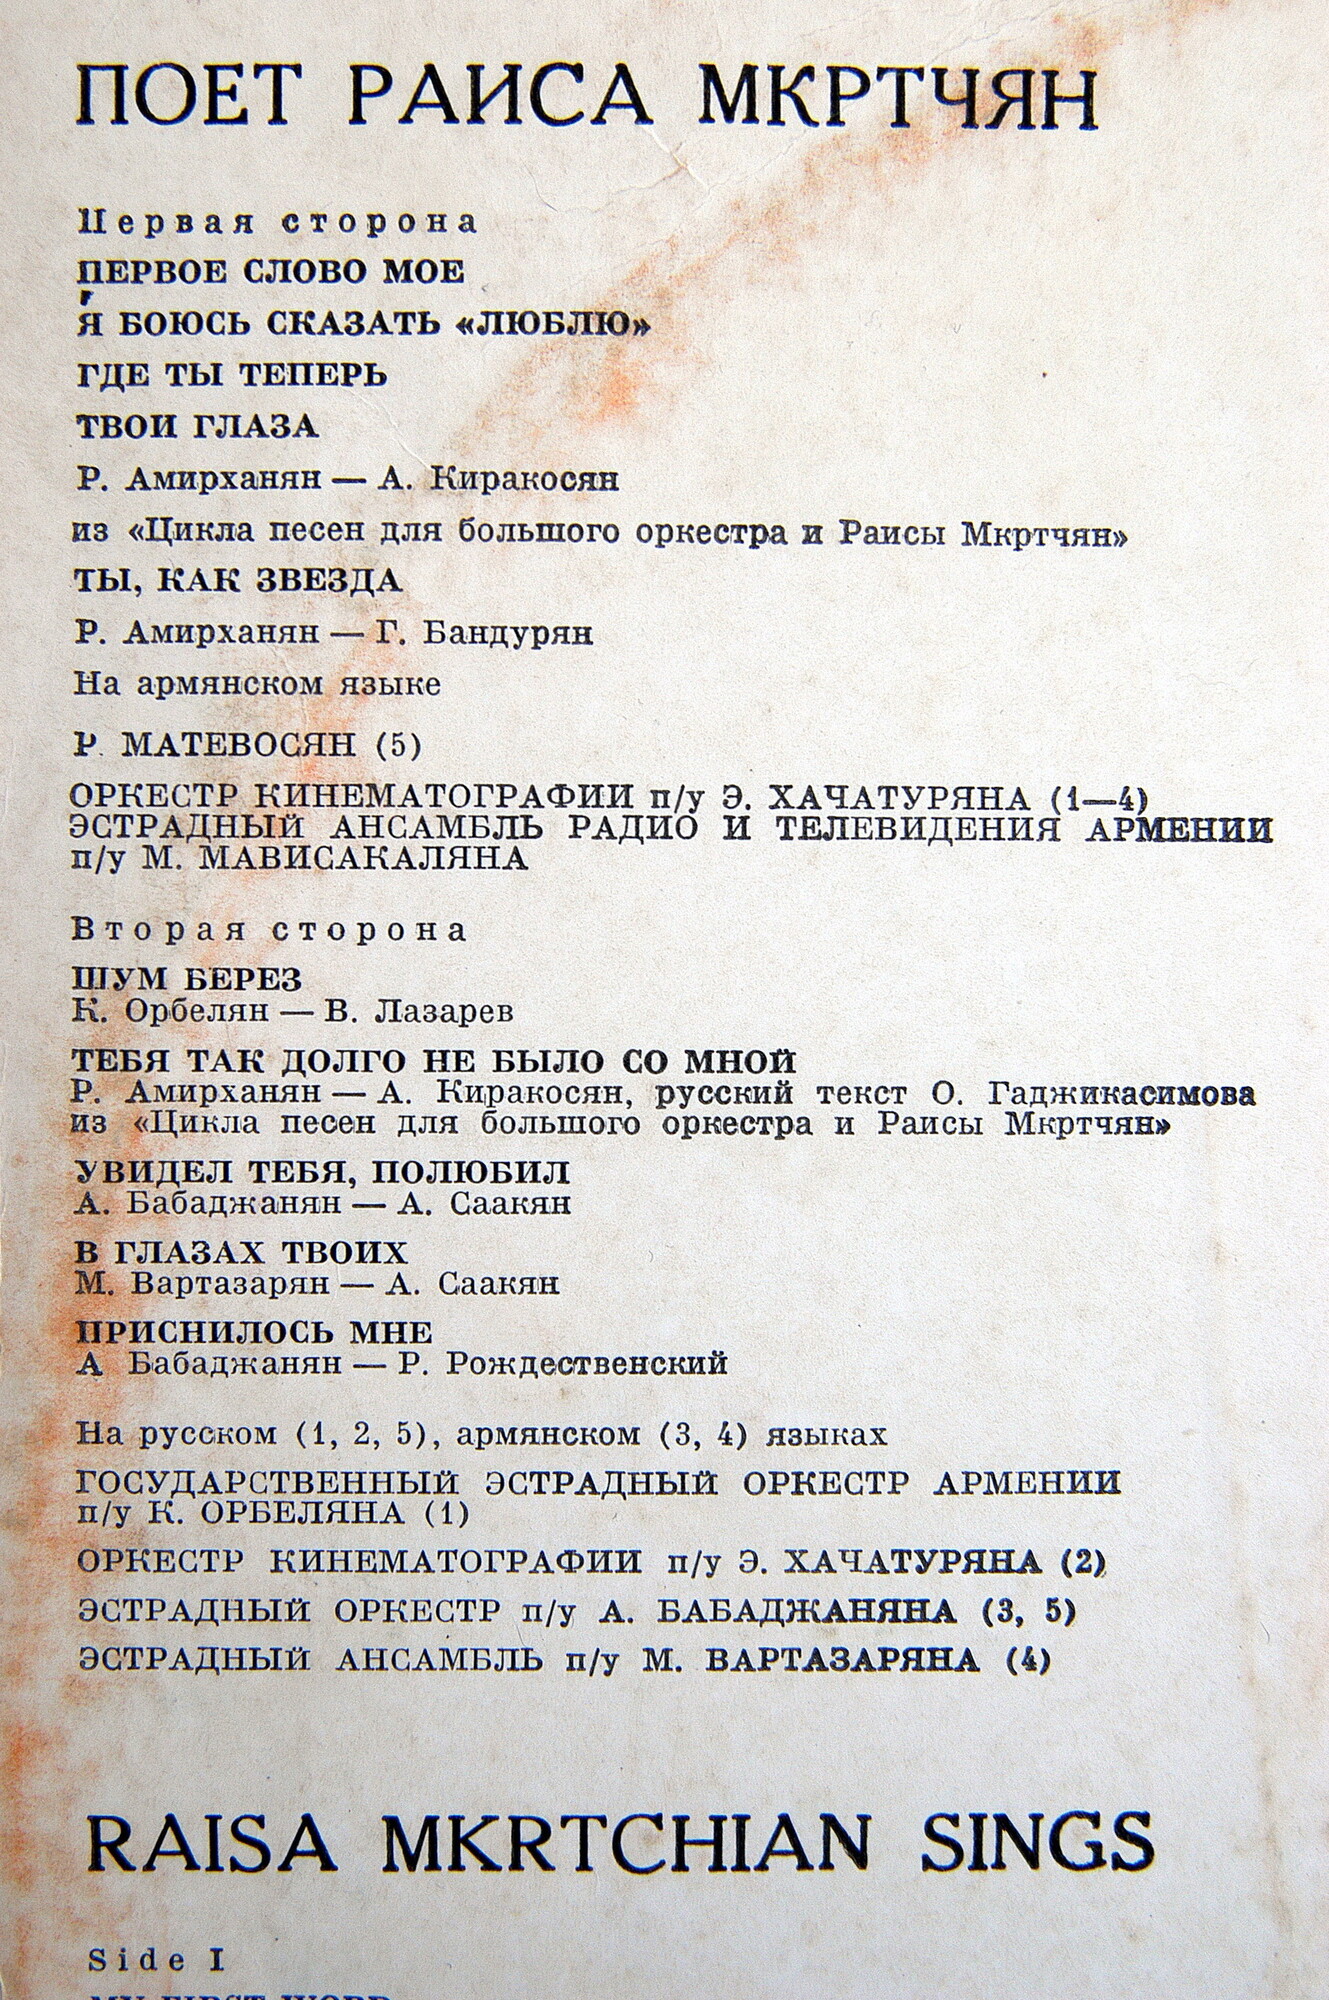 ПОЕТ РАИСА МКРТЧЯН
Первая сторона
ПЕРВОЕ СЛОВО МОЕ
Я БОЮСЬ СКАЗАТЬ «ЛЮБЛЮ»
ГДЕ ТЫ ТЕПЕРЬ
ТВОИ ГЛАЗА
Р. Амирханян — А. Киракосян
из «Цикла песен для большого оркестра и Раисы Мкртчян»
ТЫ, КАК ЗВЕЗДА
Р. Амирханян — Г. Бандурян
На армянском языке
Р. МАТЕВОСЯН (5)
ОРКЕСТР КИНЕМАТОГРАФИИ п/у Э. ХАЧАТУРЯНА (1—4)
ЭСТРАДНЫЙ АНСАМБЛЬ РАДИО И ТЕЛЕВИДЕНИЯ АРМЕНИИ
п/у М. МАВИСАКАЛЯНА
Вторая сторона
ШУМ БЕРЕЗ
К. Орбелян — В. Лазарев
ТЕБЯ ТАК ДОЛГО НЕ БЫЛО СО МНОЙ
Р. Амирханян — А. Киракосян, русский текст О. Гаджикасимова
из «Цикла песен для большого оркестра и Раисы Мкртчян»
УВИДЕЛ ТЕБЯ, ПОЛЮБИЛ
А. Бабаджанян — А. Саакян
В ГЛАЗАХ ТВОИХ
М. Вартазарян — А. Саакян
ПРИСНИЛОСЬ МНЕ
А Бабаджанян — Р. Рождественский
На русском (1, 2, 5), армянском (3, 4) языках
ГОСУДАРСТВЕННЫЙ ЭСТРАДНЫЙ ОРКЕСТР АРМЕНИИ
п/у К. ОРБЕЛЯНА (1)
ОРКЕСТР КИНЕМАТОГРАФИИ п/у Э. ХАЧАТУРЯНА (2)
ЭСТРАДНЫЙ ОРКЕСТР п/у А. БАБАДЖАНЯНА (3, 5)
ЭСТРАДНЫЙ АНСАМБЛЬ п/у М. ВАРТАЗАРЯНА (4)
RAISA MKRTCHIAN SINGS
Side I
MY FIRST WORD